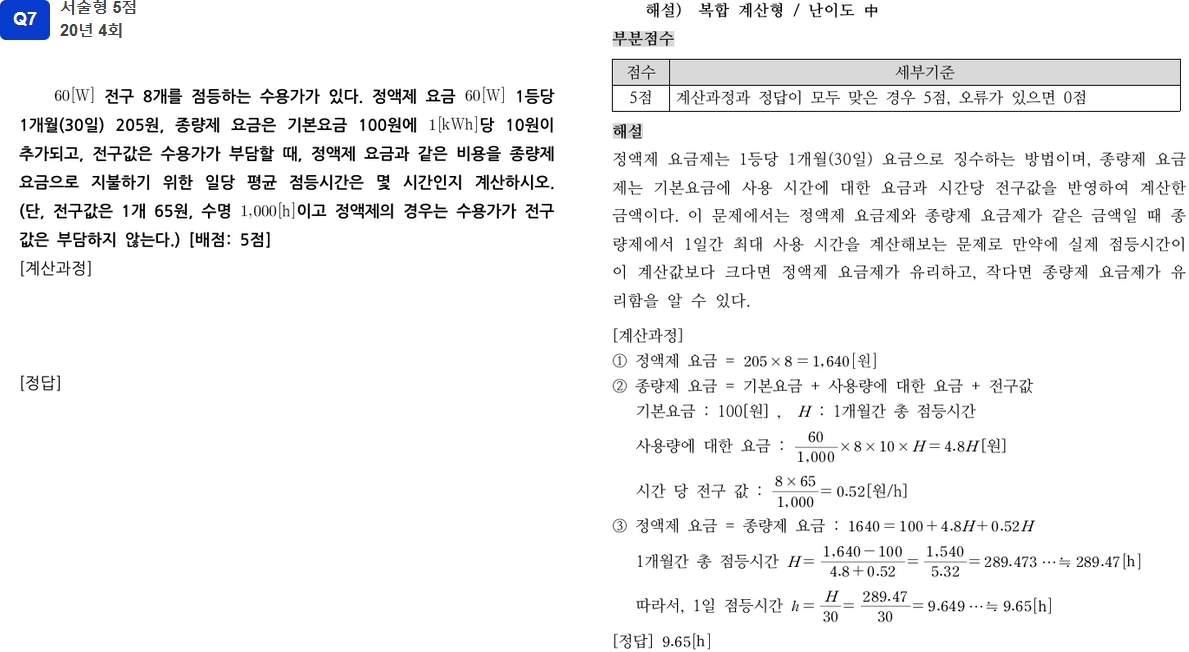 Q7
서술형 5점
20년 4회
60[W] 전구 8개를 점등하는 수용가가 있다. 정액제 요금 60[W] 1등당
1개월(30일) 205원, 종량제 요금은 기본요금 100원에 1[kWh]당 10원이
추가되고, 전구값은 수용가가 부담할 때, 정액제 요금과 같은 비용을 종량제
요금으로 지불하기 위한 일당 평균 점등시간은 몇 시간인지 계산하시오.
(단, 전구값은 1개 65원, 수명 1,000[h]이고 정액제의 경우는 수용가가 전구
값은 부담하지 않는다.) [배점: 5점]
[계산과정]
[정답]
해설) 복합 계산형 / 난이도 中
부분점수
점수 세부기준
5점 계산과정과 정답이 모두 맞은 경우 5점, 오류가 있으면 0점
해설
정액제 요금제는 1등당 1개월(30일) 요금으로 징수하는 방법이며, 종량제 요금
제는 기본요금에 사용 시간에 대한 요금과 시간당 전구값을 반영하여 계산한
금액이다. 이 문제에서는 정액제 요금제와 종량제 요금제가 같은 금액일 때 종
량제에서 1일간 최대 사용 시간을 계산해보는 문제로 만약에 실제 점등시간이
이 계산값보다 크다면 정액제 요금제가 유리하고, 작다면 종량제 요금제가 유
리함을 알 수 있다.
[계산과정]
① 정액제 요금 = 205×8=1,640[원]
② 종량제 요금 = 기본요금 + 사용량에 대한 요금 + 전구값
기본요금 : 100[원] , H : 1개월간 총 점등시간
사용량에 대한 요금 : 60/1,000 ×8×10×H=4.8H[원]
시간 당 전구 값 : 8×65/1,000 =0.52[원/h]
③ 정액제 요금 = 종량제 요금 : 1640=100+4.8H+0.52H
1개월간 총 점등시간 H= 1,640-100/4.8+0.52 = 1,540/5.32 =289.473 …≒ 289.47[h]
따라서, 1일 점등시간 h= H/30 = 289.47/30 =9.649 …≒ 9.65[h]
[정답] 9.65[h]